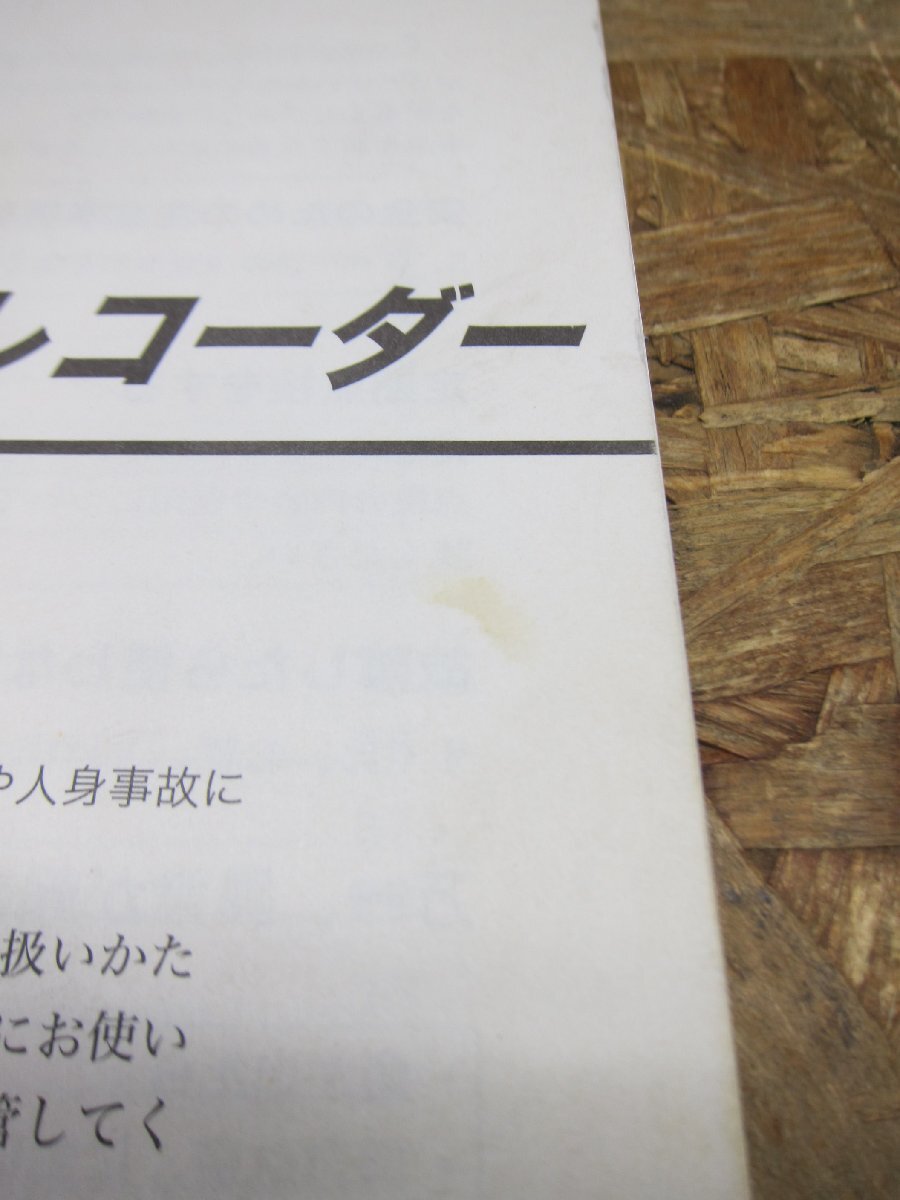 レコーダー
や人身事故に
扱いかた
にお使い
管してく